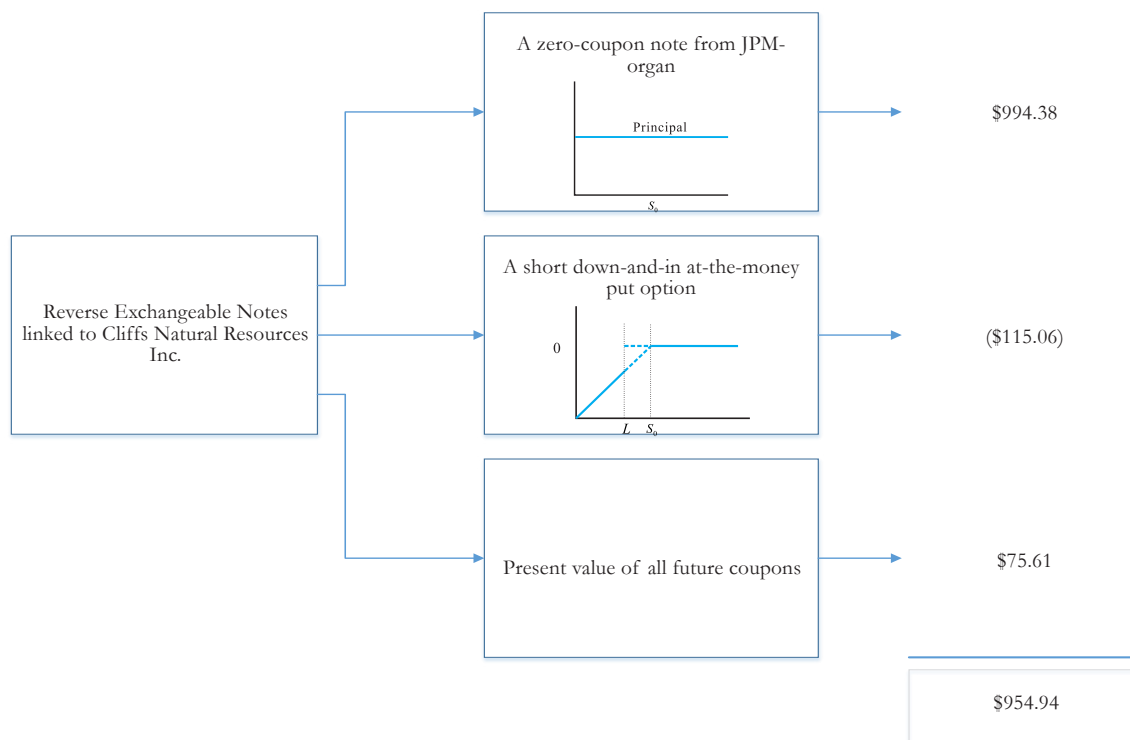 A zero-coupon note from JPM-
organ
Principal
S₀
$994.38
Reverse Exchangeable Notes
linked to Cliffs Natural Resources
Inc.
A short down-and-in at-the-money
put option
0
L S₀
($115.06)
Present value of all future coupons
$75.61
$954.94